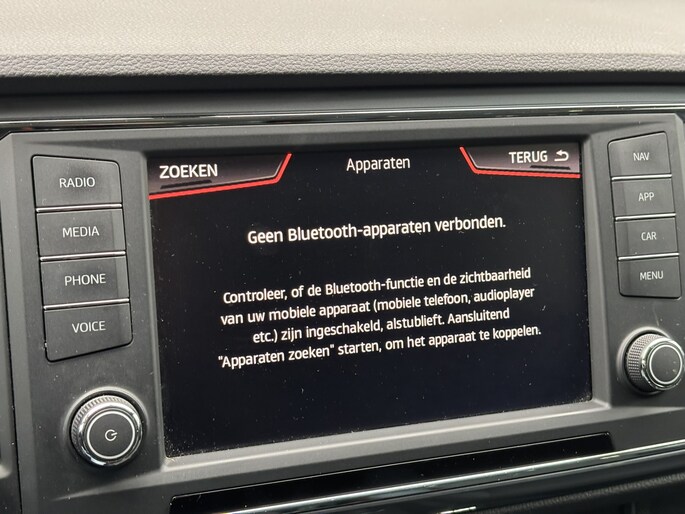 ZOEKEN
Apparaten
TERUG
RADIO
MEDIA
PHONE
VOICE
Geen Bluetooth-apparaten verbonden.
Controleer, of de Bluetooth-functie en de zichtbaarheid
van uw mobiele apparaat (mobiele telefoon, audioplayer
etc.) zijn ingeschakeld, alstublieft. Aansluitend
"Apparaten zoeken" starten, om het apparaat te koppelen.
NAV
APP
CAR
MENU